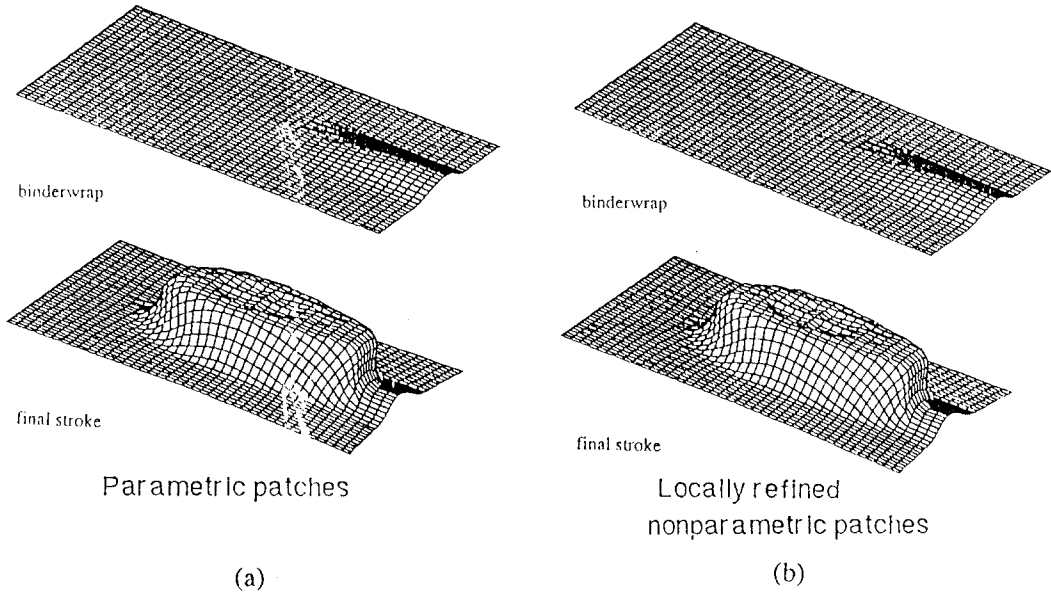 binderwrap
final stroke
Parametric patches
(a)
binderwrap
final stroke
Locally refined
nonparametric patches
(b)